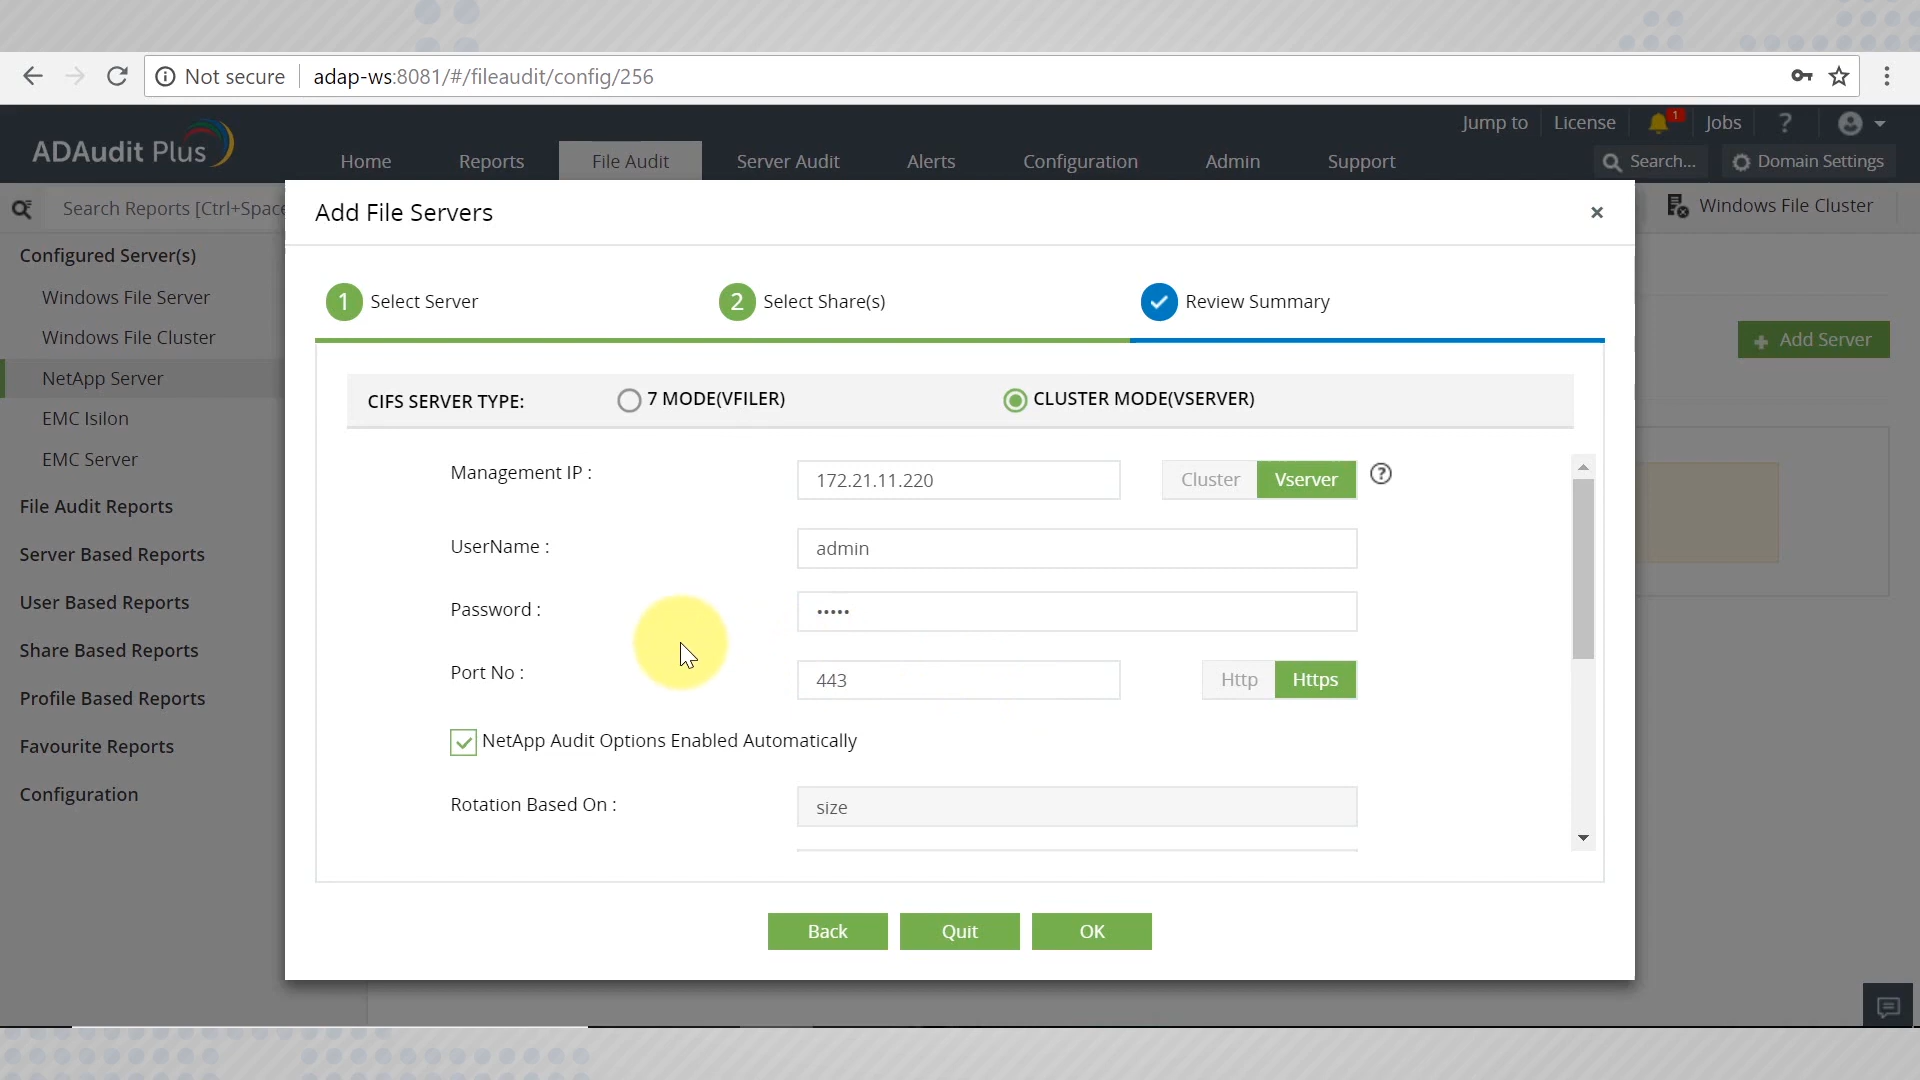 Not secure
adap-ws:8081/#/fileaudit/config/256
Jump to
License
1
Jobs
?
ADAudit Plus
Home
Reports
File Audit
Server Audit
Alerts
Configuration
Admin
Support
Search...
Domain Settings
Search Reports [Ctrl+Space
Windows File Cluster
Add File Servers
×
Configured Server(s)
Windows File Server
Windows File Cluster
NetApp Server
EMC Isilon
EMC Server
File Audit Reports
Server Based Reports
User Based Reports
Share Based Reports
Profile Based Reports
Favourite Reports
Configuration
1 Select Server
2 Select Share(s)
Review Summary
Add Server
CIFS SERVER TYPE:
7 MODE(VFILER)
CLUSTER MODE(VSERVER)
Management IP :
172.21.11.220
Cluster
Vserver
?
UserName :
admin
Password :
•••••
Port No :
443
Http
Https
NetApp Audit Options Enabled Automatically
Rotation Based On :
size
Back
Quit
OK